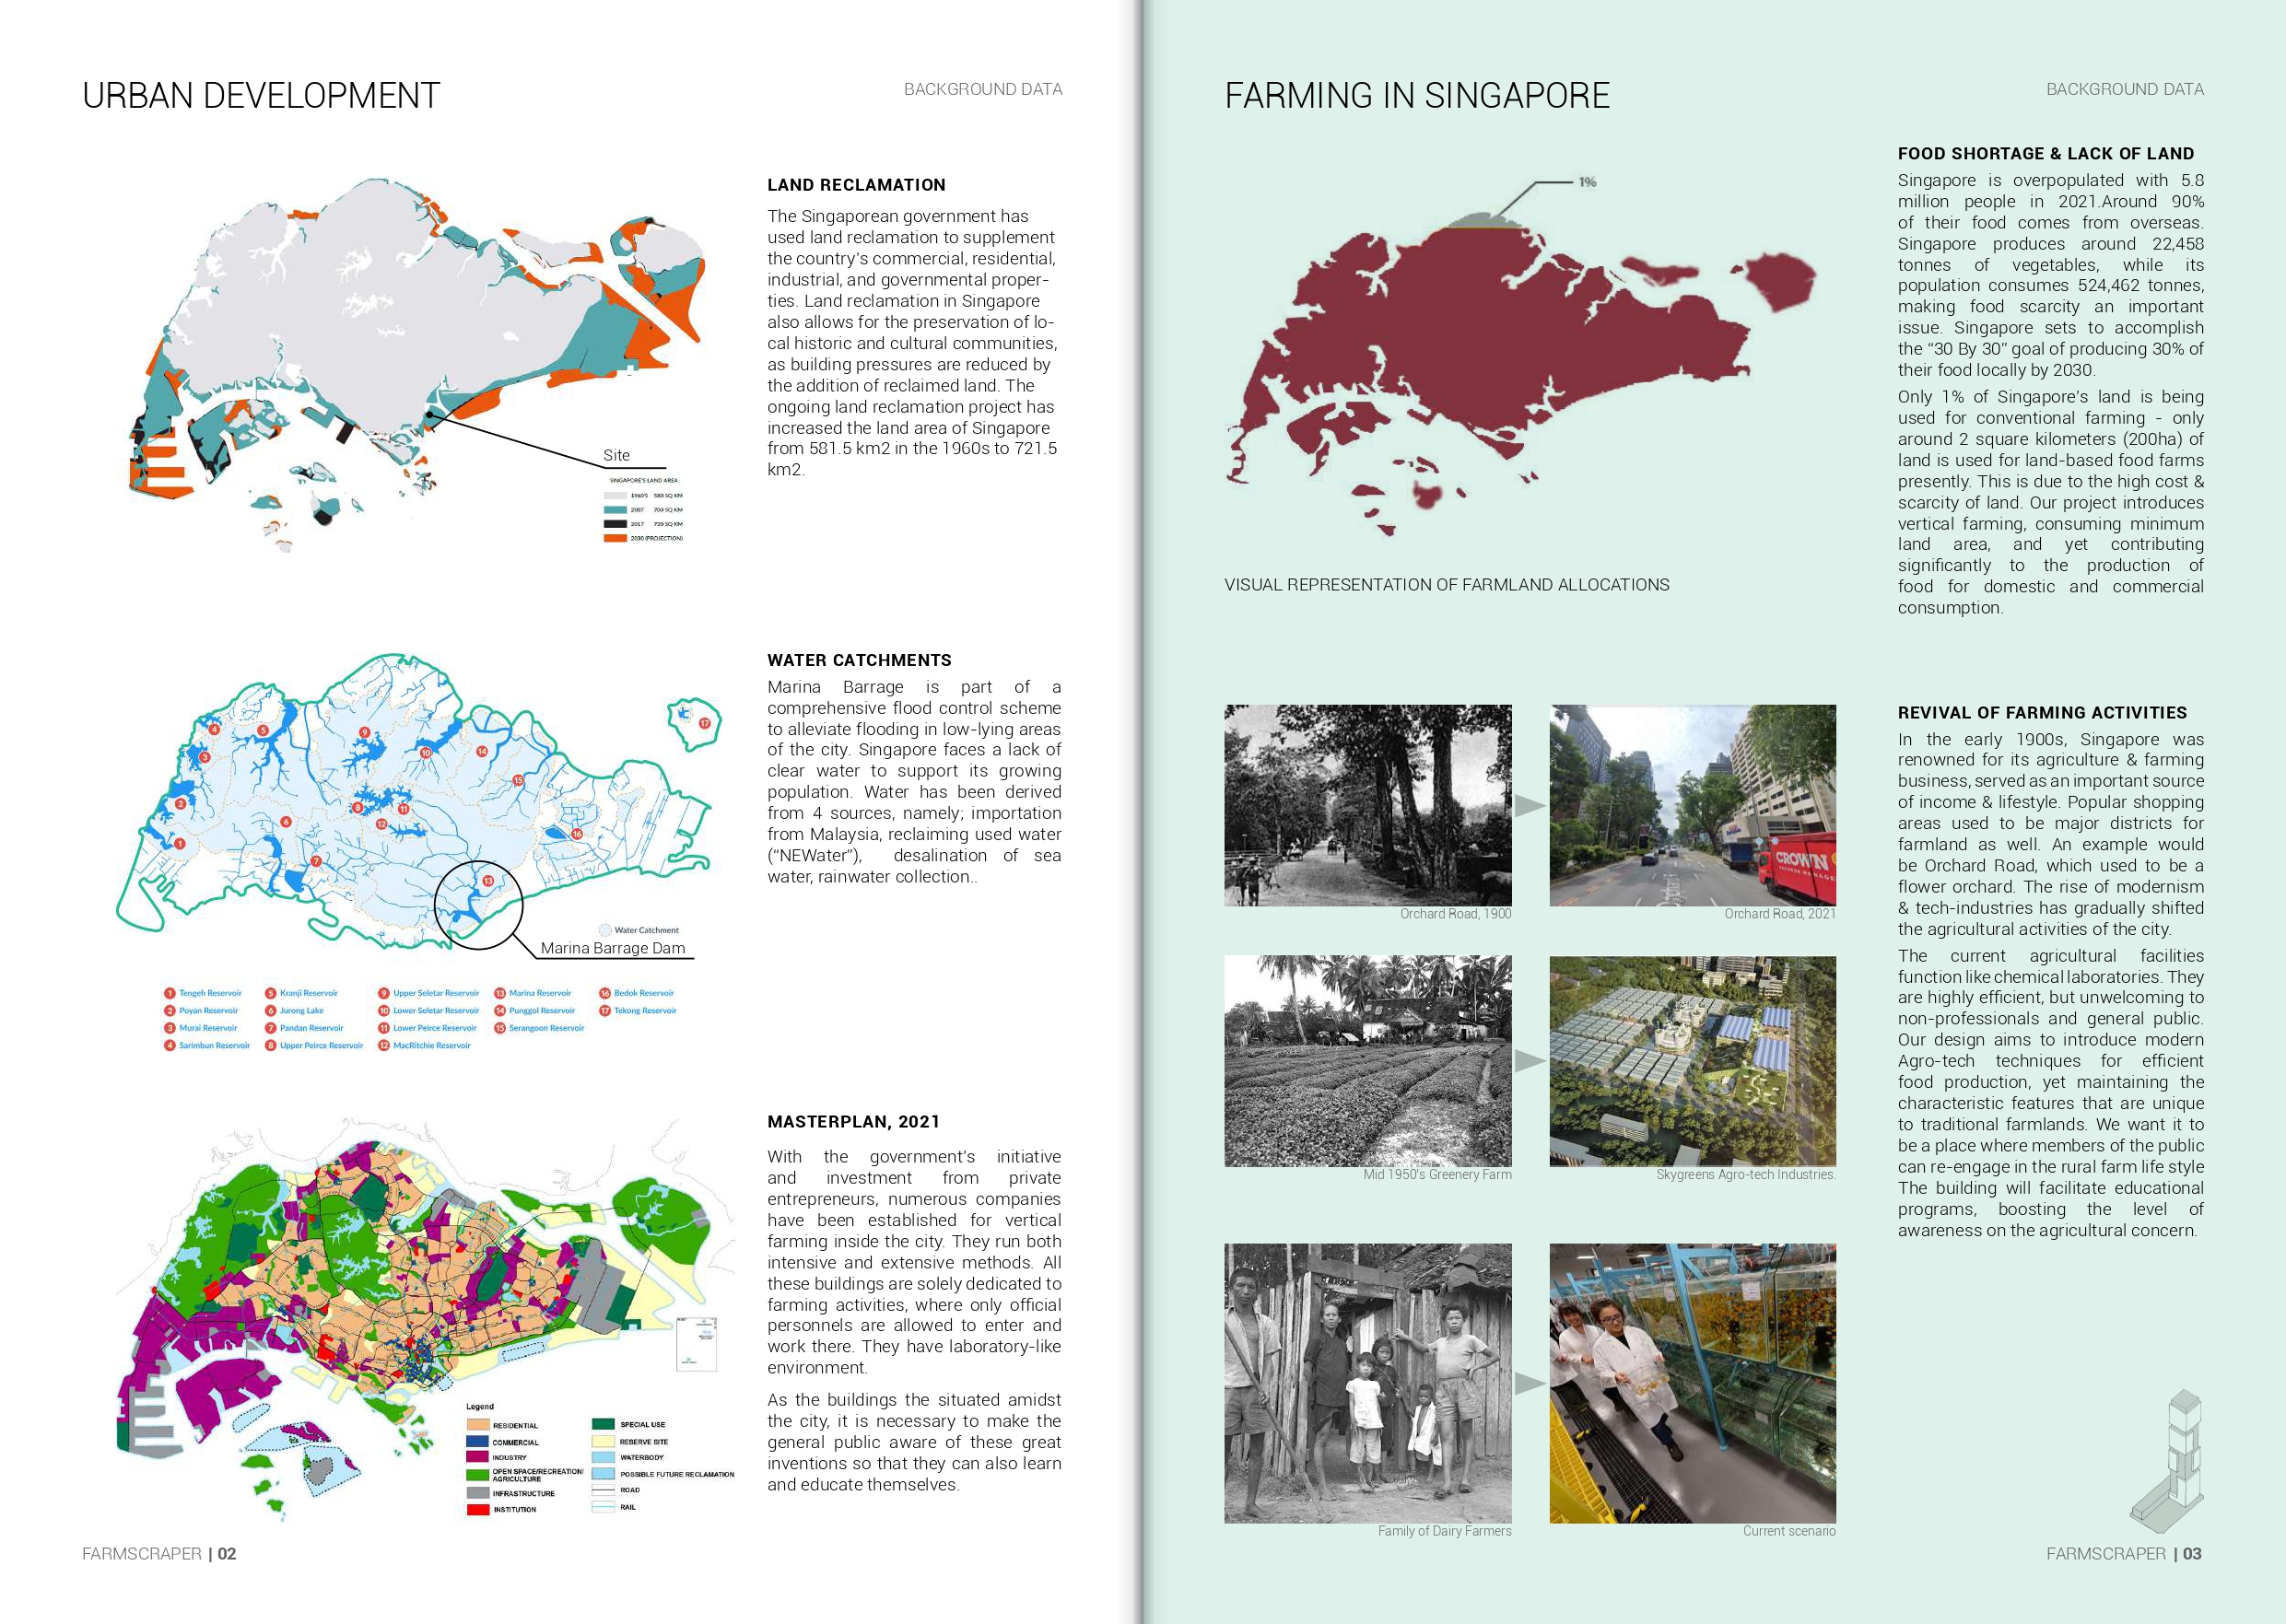 URBAN DEVELOPMENT
BACKGROUND DATA
LAND RECLAMATION
The Singaporean government has
used land reclamation to supplement
the country's commercial, residential,
industrial, and governmental proper-
ties. Land reclamation in Singapore
also allows for the preservation of lo-
cal historic and cultural communities,
as building pressures are reduced by
the addition of reclaimed land. The
ongoing land reclamation project has
increased the land area of Singapore
from 581.5 km2 in the 1960s to 721.5
km2.
Site
SINGAPORE'S LAND AREA
1960'S 580 SQ KM
2007 700 SQ KM
2017 720 SQ KM
2030 (PROJECTION)
WATER CATCHMENTS
Marina Barrage is part of a
comprehensive flood control scheme
to alleviate flooding in low-lying areas
of the city. Singapore faces a lack of
clear water to support its growing
population. Water has been derived
from 4 sources, namely; importation
from Malaysia, reclaiming used water
("NEWater"), desalination of sea
water, rainwater collection..
4
5
9
10
14
17
3
15
2
8
11
12
6
16
1
7
13
Water Catchment
Marina Barrage Dam
1 Tengeh Reservoir
2 Poyan Reservoir
3 Murai Reservoir
4 Sarimbun Reservoir
5 Kranji Reservoir
6 Jurong Lake
7 Pandan Reservoir
8 Upper Peirce Reservoir
9 Upper Seletar Reservoir
10 Lower Seletar Reservoir
11 Lower Peirce Reservoir
12 MacRitchie Reservoir
13 Marina Reservoir
14 Punggol Reservoir
15 Serangoon Reservoir
16 Bedok Reservoir
17 Tekong Reservoir
MASTERPLAN, 2021
With the government's initiative
and investment from private
entrepreneurs, numerous companies
have been established for vertical
farming inside the city. They run both
intensive and extensive methods. All
these buildings are solely dedicated to
farming activities, where only official
personnels are allowed to enter and
work there. They have laboratory-like
environment.
As the buildings the situated amidst
the city, it is necessary to make the
general public aware of these great
inventions so that they can also learn
and educate themselves.
Legend
RESIDENTIAL
COMMERCIAL
INDUSTRY
OPEN SPACE/RECREATION/
AGRICULTURE
INFRASTRUCTURE
INSTITUTION
SPECIAL USE
RESERVE SITE
WATERBODY
POSSIBLE FUTURE RECLAMATION
ROAD
RAIL
FARMSCRAPER | 02
FARMING IN SINGAPORE
BACKGROUND DATA
1%
VISUAL REPRESENTATION OF FARMLAND ALLOCATIONS
FOOD SHORTAGE & LACK OF LAND
Singapore is overpopulated with 5.8
million people in 2021.Around 90%
of their food comes from overseas.
Singapore produces around 22,458
tonnes of vegetables, while its
population consumes 524,462 tonnes,
making food scarcity an important
issue. Singapore sets to accomplish
the "30 By 30" goal of producing 30% of
their food locally by 2030.
Only 1% of Singapore's land is being
used for conventional farming - only
around 2 square kilometers (200ha) of
land is used for land-based food farms
presently. This is due to the high cost &
scarcity of land. Our project introduces
vertical farming, consuming minimum
land area, and yet contributing
significantly to the production of
food for domestic and commercial
consumption.
CROWN
Orchard Road, 1900
Orchard Road, 2021
Mid 1950's Greenery Farm
Skygreens Agro-tech Industries.
Family of Dairy Farmers
Current scenario
REVIVAL OF FARMING ACTIVITIES
In the early 1900s, Singapore was
renowned for its agriculture & farming
business, served as an important source
of income & lifestyle. Popular shopping
areas used to be major districts for
farmland as well. An example would
be Orchard Road, which used to be a
flower orchard. The rise of modernism
& tech-industries has gradually shifted
the agricultural activities of the city.
The current agricultural facilities
function like chemical laboratories. They
are highly efficient, but unwelcoming to
non-professionals and general public.
Our design aims to introduce modern
Agro-tech techniques for efficient
food production, yet maintaining the
characteristic features that are unique
to traditional farmlands. We want it to
be a place where members of the public
can re-engage in the rural farm life style
The building will facilitate educational
programs, boosting the level of
awareness on the agricultural concern.
FARMSCRAPER | 03